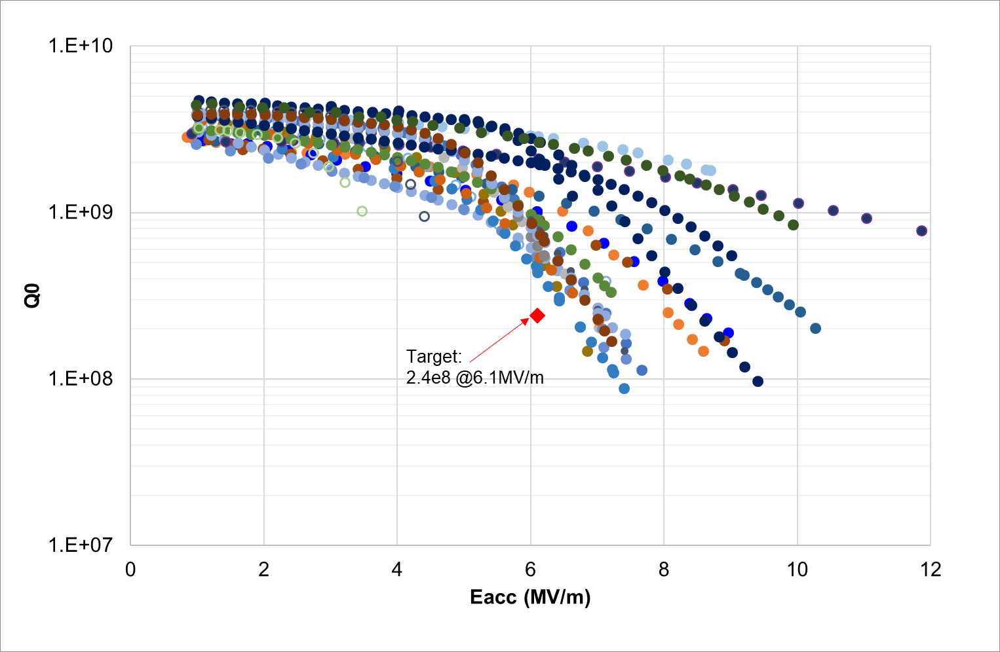 1.E+10
1.E+09
1.E+08
1.E+07
Q0
Target:
2.4e8 @6.1MV/m
0 2 4 6 8 10 12
Eacc (MV/m)